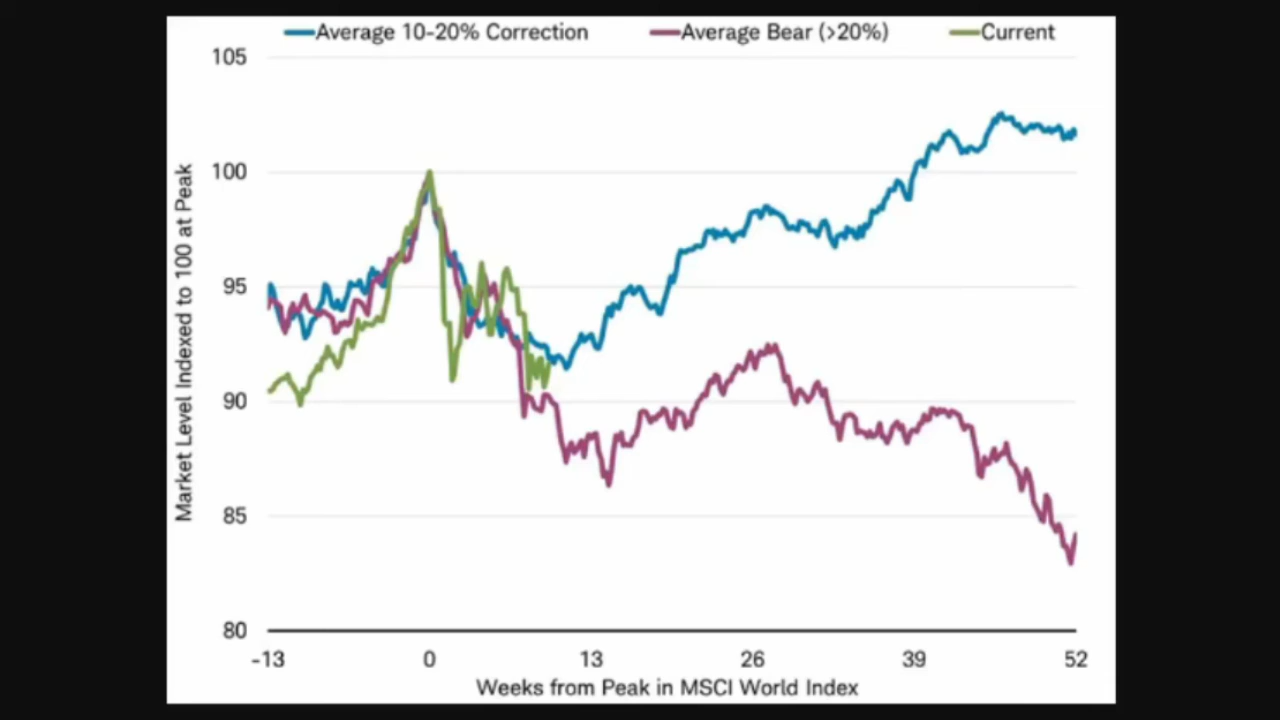 Average 10-20% Correction Average Bear (>20%) Current
105
100
95
90
85
80
Market Level Indexed to 100 at Peak
-13 0 13 26 39 52
Weeks from Peak in MSCI World Index